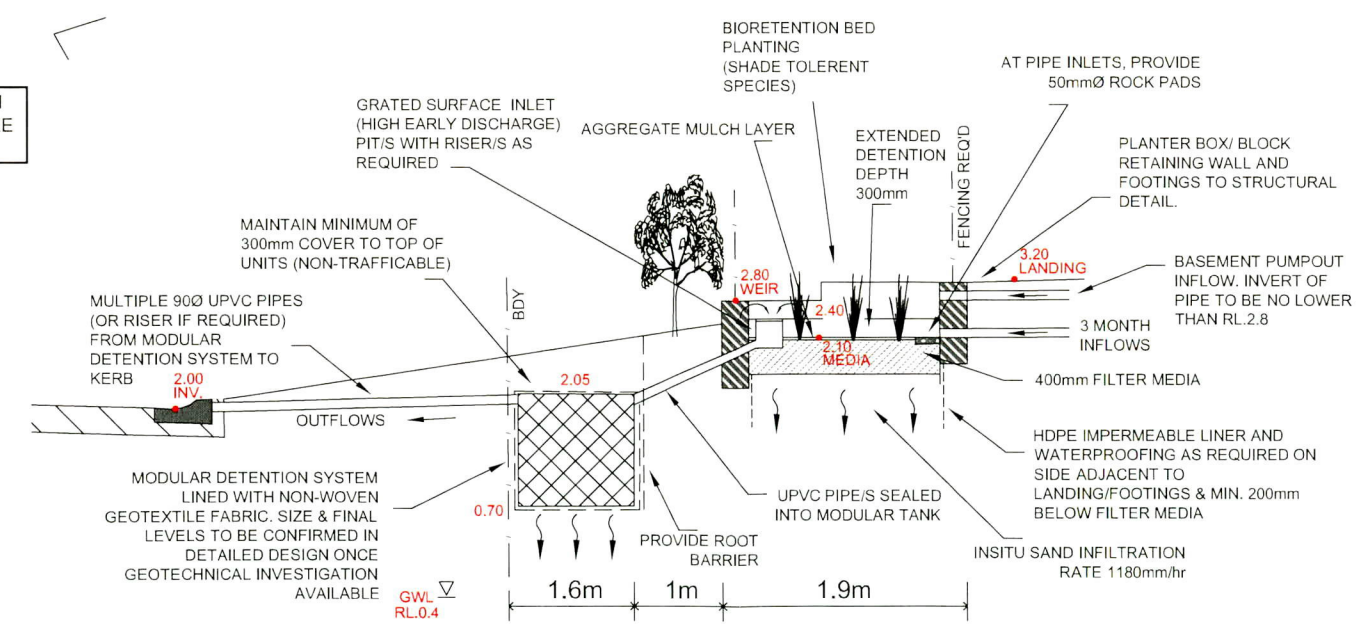 E
BIORETENTION BED
PLANTING
(SHADE TOLERENT
SPECIES)
AT PIPE INLETS, PROVIDE
50mmØ ROCK PADS
GRATED SURFACE INLET
(HIGH EARLY DISCHARGE)
PIT/S WITH RISER/S AS
REQUIRED
AGGREGATE MULCH LAYER
EXTENDED
DETENTION
DEPTH
300mm
FENCING REQ'D
PLANTER BOX/ BLOCK
RETAINING WALL AND
FOOTINGS TO STRUCTURAL
DETAIL.
MAINTAIN MINIMUM OF
300mm COVER TO TOP OF
UNITS (NON-TRAFFICABLE)
3.20
LANDING
BASEMENT PUMPOUT
INFLOW. INVERT OF
PIPE TO BE NO LOWER
THAN RL.2.8
2.80
WEIR
MULTIPLE 90Ø UPVC PIPES
(OR RISER IF REQUIRED)
FROM MODULAR
DETENTION SYSTEM TO
KERB
BDY
2.40
3 MONTH
INFLOWS
2.10
MEDIA
2.00
INV.
2.05
400mm FILTER MEDIA
OUTFLOWS
HDPE IMPERMEABLE LINER AND
WATERPROOFING AS REQUIRED ON
SIDE ADJACENT TO
LANDING/FOOTINGS & MIN. 200mm
BELOW FILTER MEDIA
MODULAR DETENTION SYSTEM
LINED WITH NON-WOVEN
GEOTEXTILE FABRIC. SIZE & FINAL
LEVELS TO BE CONFIRMED IN
DETAILED DESIGN ONCE
GEOTECHNICAL INVESTIGATION
AVAILABLE
0.70
UPVC PIPE/S SEALED
INTO MODULAR TANK
PROVIDE ROOT
BARRIER
INSITU SAND INFILTRATION
RATE 1180mm/hr
GWL
RL.0.4
1.6m
1m
1.9m